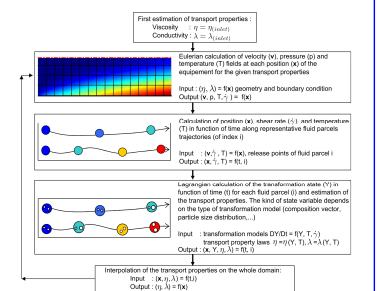 First estimation of transport properties :
Viscosity : η = η(inlet)
Conductivity : λ = λ(inlet)
Eulerian calculation of velocity (v), pressure (p) and
temperature (T) fields at each position (x) of the
equipement for the given transport properties
Input : (η, λ) = f(x) geometry and boundary condition
Output (v, p, T, γ̇ ) = f(x)
Calculation of position (x), shear rate (γ̇), and temperature
(T) in function of time along representative fluid parcels
trajectories (of index i)
Input : (v, γ̇ , T) = f(x), release points of fluid parcel i
Output : (x, γ̇ , T) = f(t, i)
Lagrangian calculation of the transformation state (Y) in
function of time (t) for each fluid parcel (i) and estimation
of the transport properties. The kind of state variable depends
on the type of transformation model (composition vector,
particle size distribution,...)
Input : transformation models DY/Dt = f(Y, T, γ̇ )
transport property laws η =η (Y, T), λ =λ (Y, T)
Output : (x, Y, η, λ) = f(t, i)
Interpolation of the transport properties on the whole domain:
Input : (x, η, λ) = f(t,i)
Output : (η, λ) = f(x)